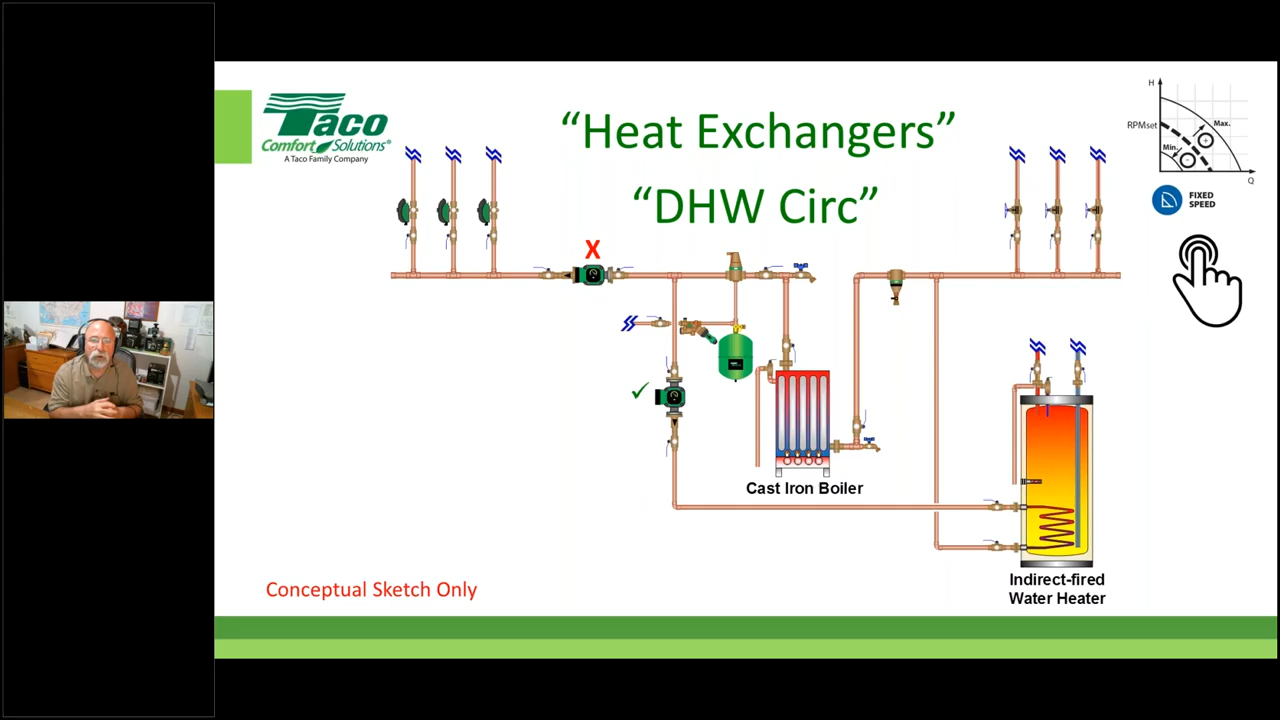 Taco
Comfort Solutions®
A Taco Family Company
“Heat Exchangers”
“DHW Circ”
H
RPMset
Max.
Min.
Q
FIXED
SPEED
X
✓
Cast Iron Boiler
Indirect-fired
Water Heater
Conceptual Sketch Only